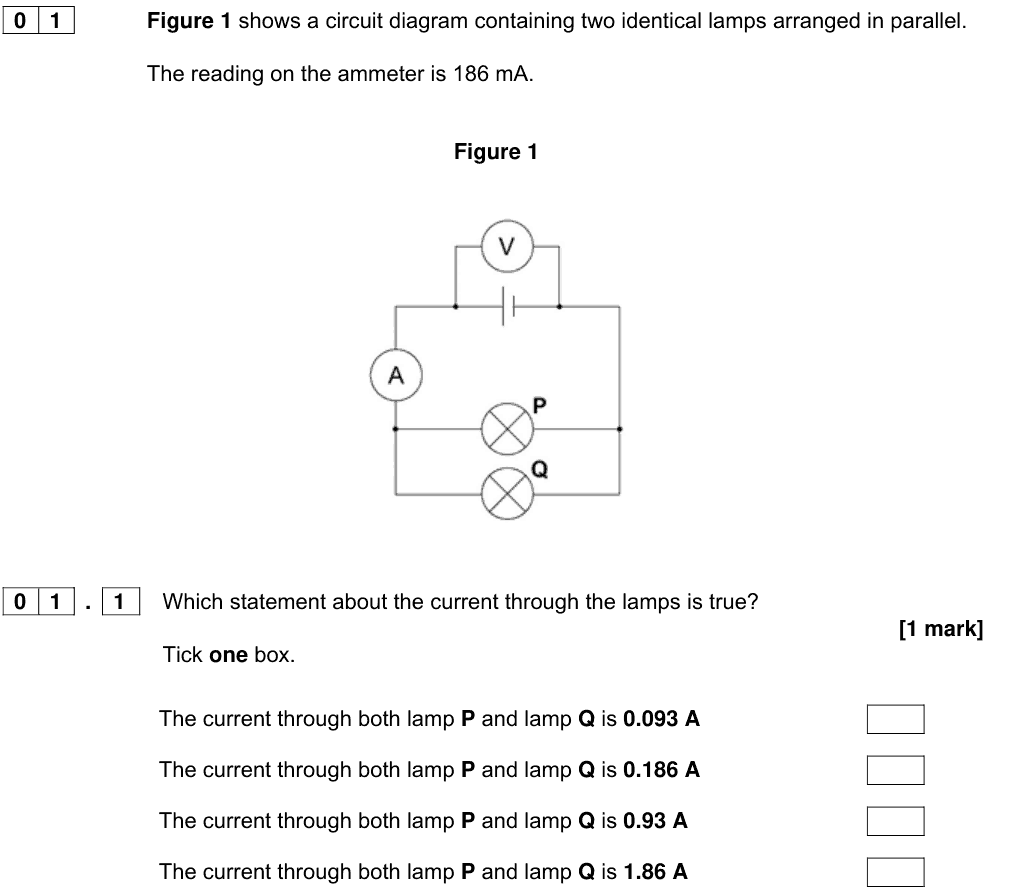 0 1 Figure 1 shows a circuit diagram containing two identical lamps arranged in parallel.
The reading on the ammeter is 186 mA.
Figure 1
V
A
P
Q
0 1 . 1 Which statement about the current through the lamps is true?
[1 mark]
Tick one box.
The current through both lamp P and lamp Q is 0.093 A
The current through both lamp P and lamp Q is 0.186 A
The current through both lamp P and lamp Q is 0.93 A
The current through both lamp P and lamp Q is 1.86 A